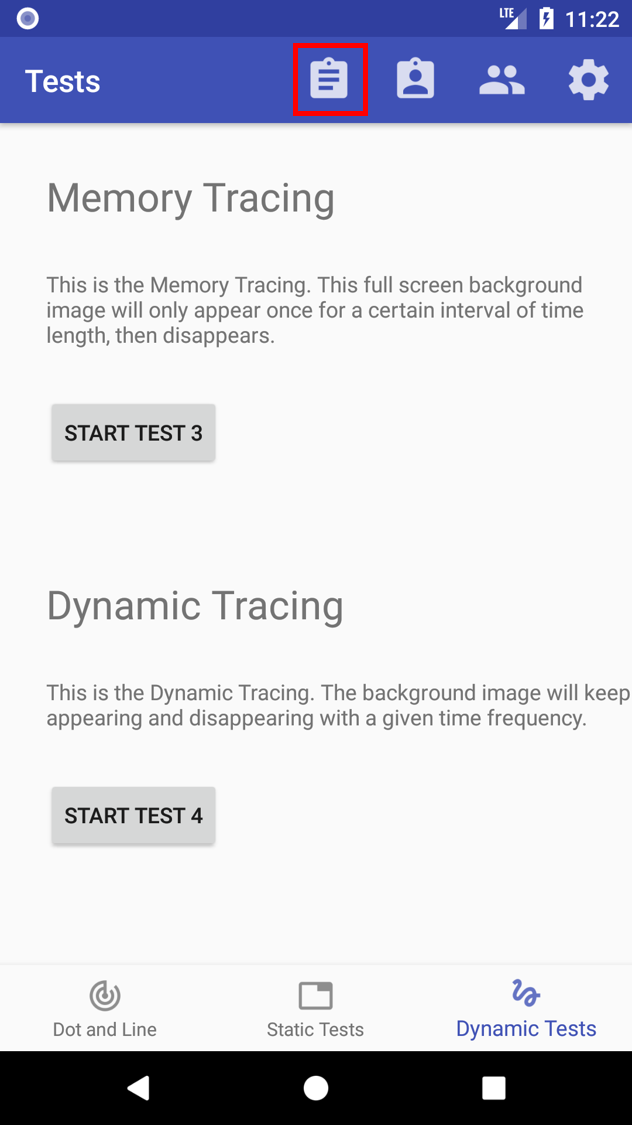 LTE 11:22
Tests
Memory Tracing
This is the Memory Tracing. This full screen background
image will only appear once for a certain interval of time
length, then disappears.
START TEST 3
Dynamic Tracing
This is the Dynamic Tracing. The background image will keep
appearing and disappearing with a given time frequency.
START TEST 4
Dot and Line Static Tests Dynamic Tests